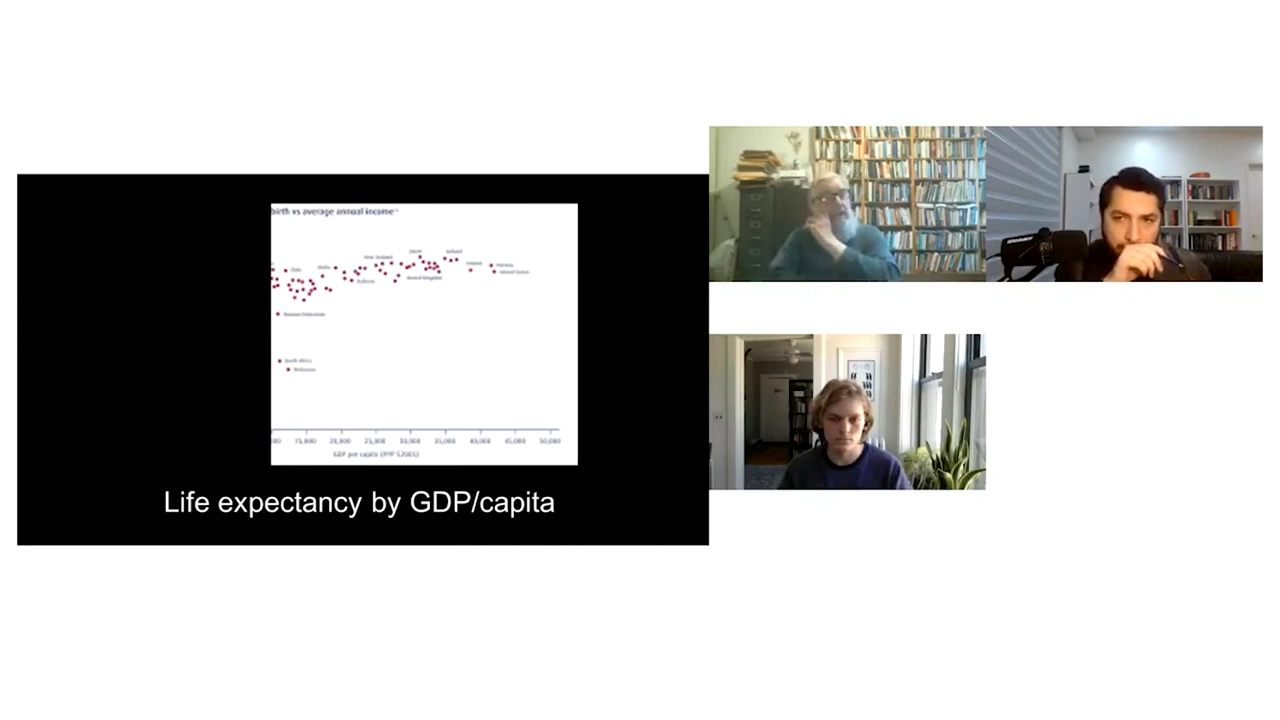 birth vs average annual income
Ireland
New Zealand
Malta
Norway
Chile
United States
Bahrain
United Kingdom
Russian Federation
South Africa
Botswana
15,000 20,000 25,000 30,000 35,000 40,000 45,000 50,000
GDP per capita (PPP $2005)
Life expectancy by GDP/capita